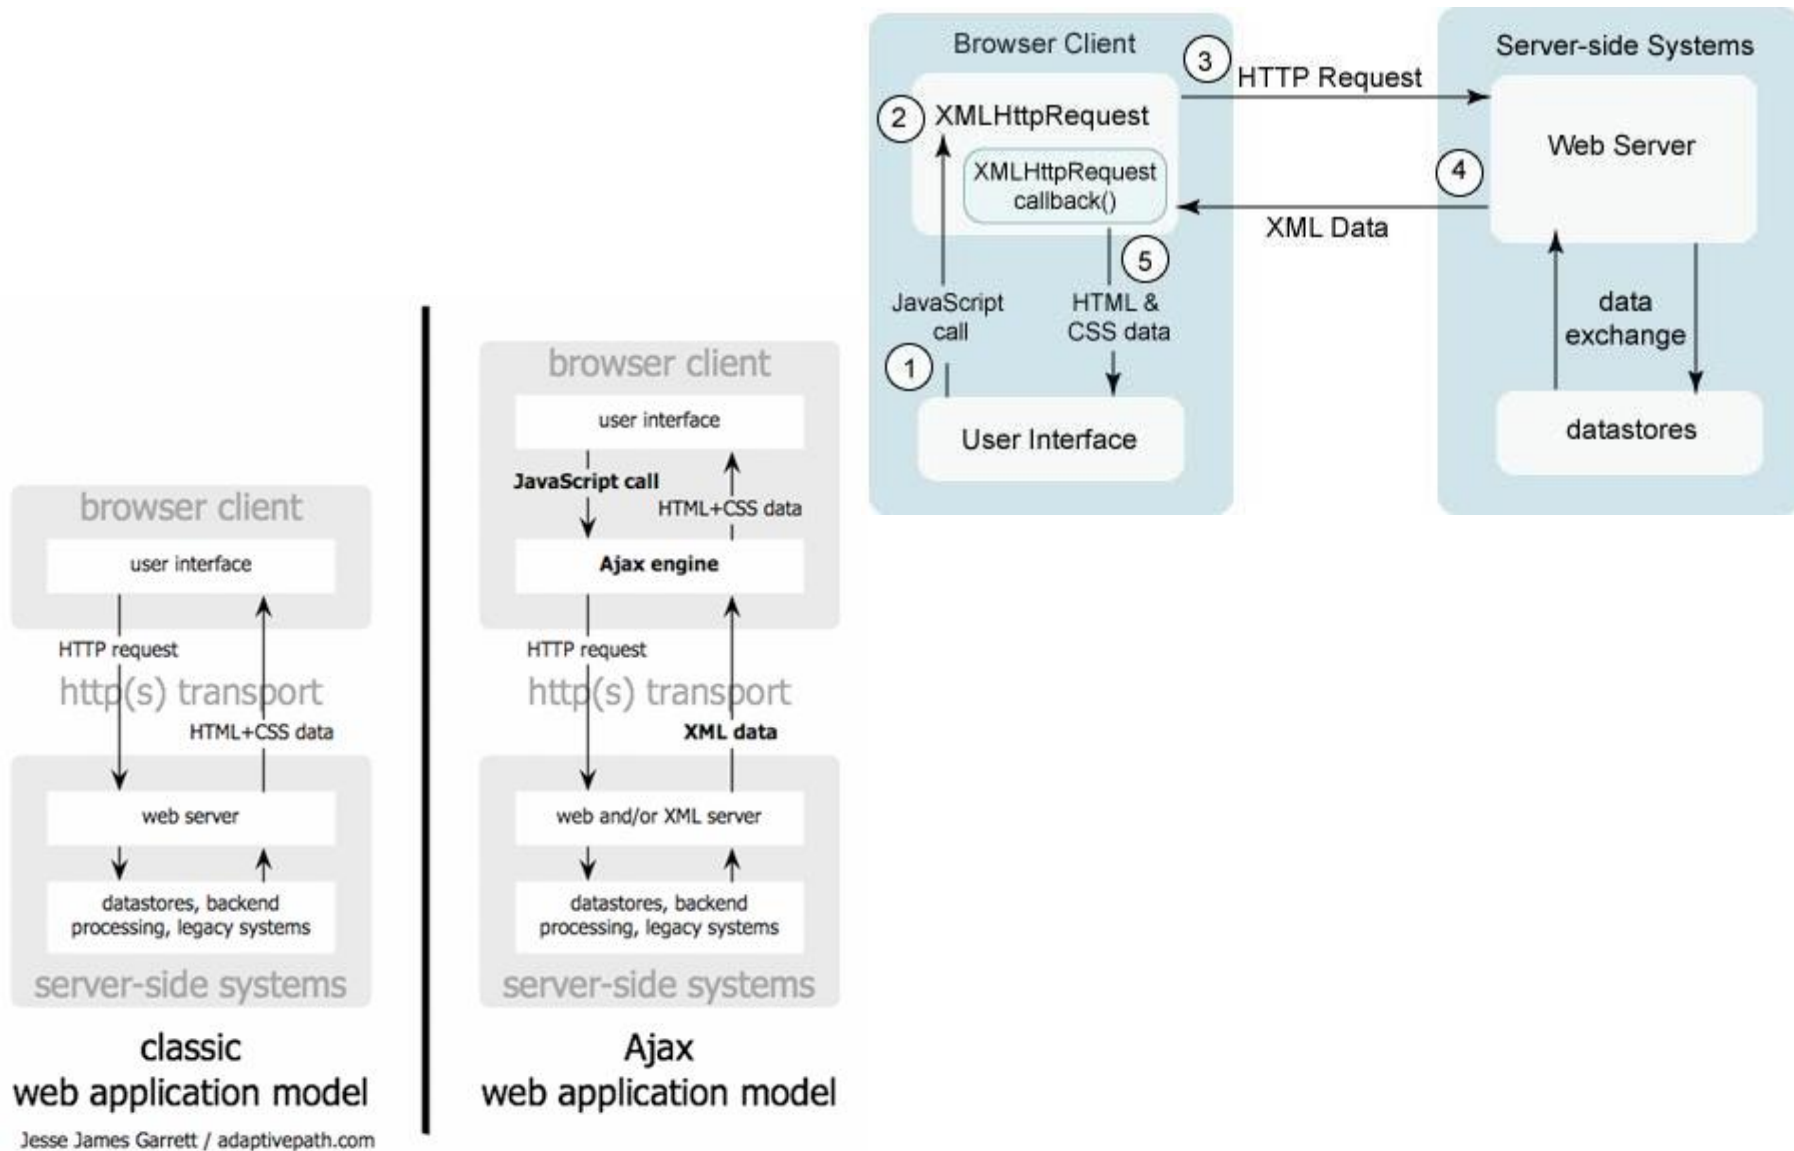 browser client
user interface
HTTP request
http(s) transport
HTML+CSS data
web server
datastores, backend
processing, legacy systems
server-side systems
classic
web application model
Jesse James Garrett / adaptivepath.com
browser client
user interface
JavaScript call
HTML+CSS data
Ajax engine
HTTP request
http(s) transport
XML data
web and/or XML server
datastores, backend
processing, legacy systems
server-side systems
Ajax
web application model
Browser Client
2
XMLHttpRequest
XMLHttpRequest
callback()
5
JavaScript
call
HTML &
CSS data
1
User Interface
3
HTTP Request
4
XML Data
Server-side Systems
Web Server
data
exchange
datastores